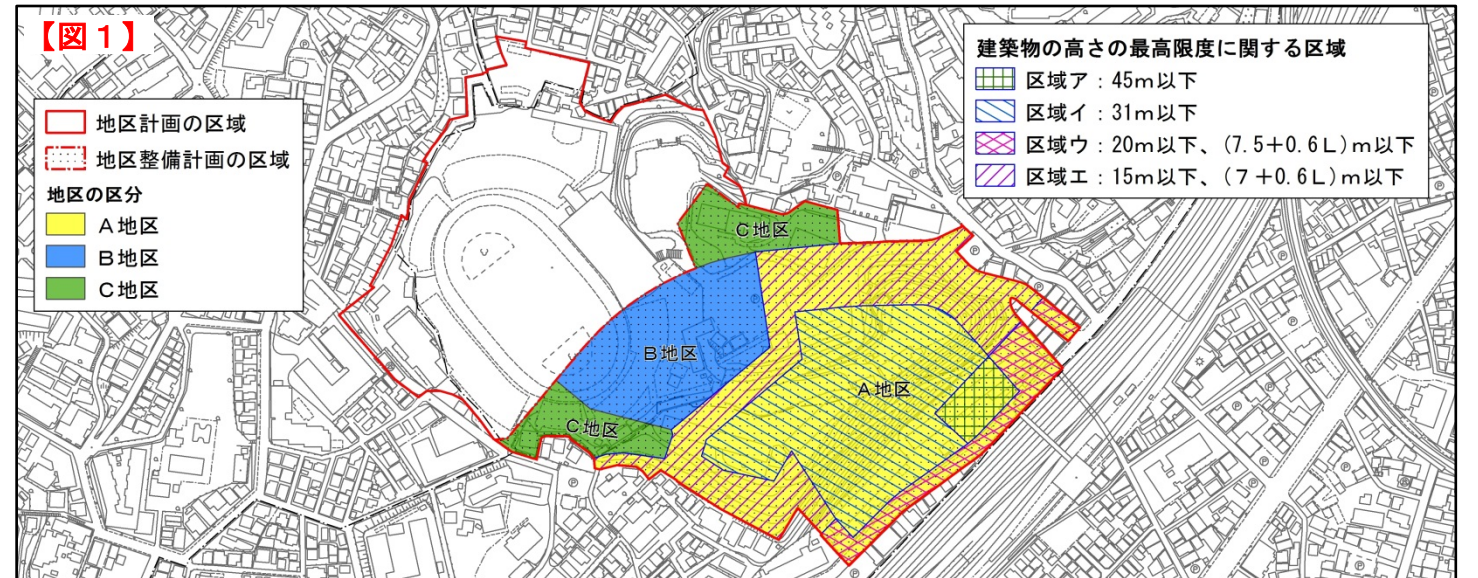 【図１】
地区計画の区域
地区整備計画の区域
地区の区分
Ａ地区
Ｂ地区
Ｃ地区
建築物の高さの最高限度に関する区域
区域ア：45ｍ以下
区域イ：31ｍ以下
区域ウ：20ｍ以下、(7.5＋0.6Ｌ)ｍ以下
区域エ：15ｍ以下、(７＋0.6Ｌ)ｍ以下
Ｃ地区
Ｂ地区
Ａ地区
Ｃ地区